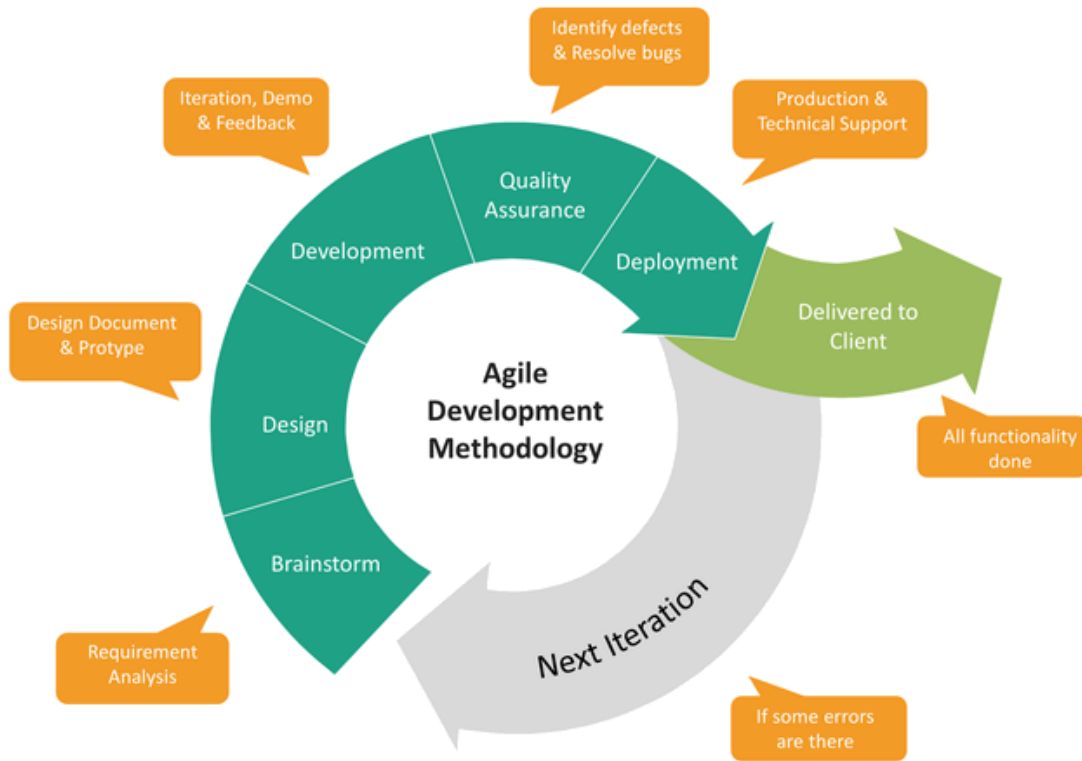 Identify defects
& Resolve bugs
Iteration, Demo
& Feedback
Production &
Technical Support
Quality
Assurance
Development
Deployment
Design Document
& Protype
Delivered to
Client
Agile
Development
Methodology
Design
All functionality
done
Brainstorm
Next Iteration
Requirement
Analysis
If some errors
are there